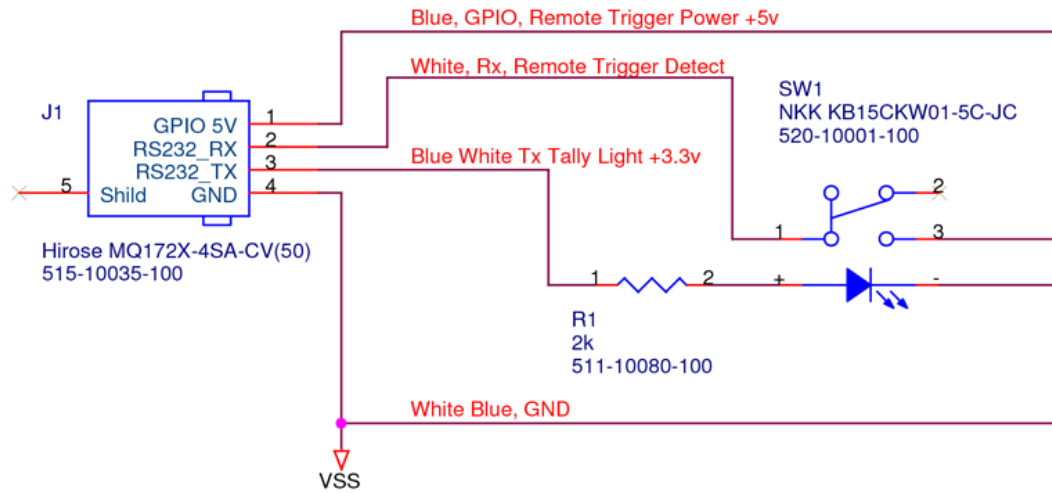 Blue, GPIO, Remote Trigger Power +5v
White, Rx, Remote Trigger Detect
J1
GPIO 5V 1
RS232_RX 2
RS232_TX 3
5 Shild GND 4
Hirose MQ172X-4SA-CV(50)
515-10035-100
Blue White Tx Tally Light +3.3v
SW1
NKK KB15CKW01-5C-JC
520-10001-100
2
1 3
1 2 + -
R1
2k
511-10080-100
White Blue, GND
VSS